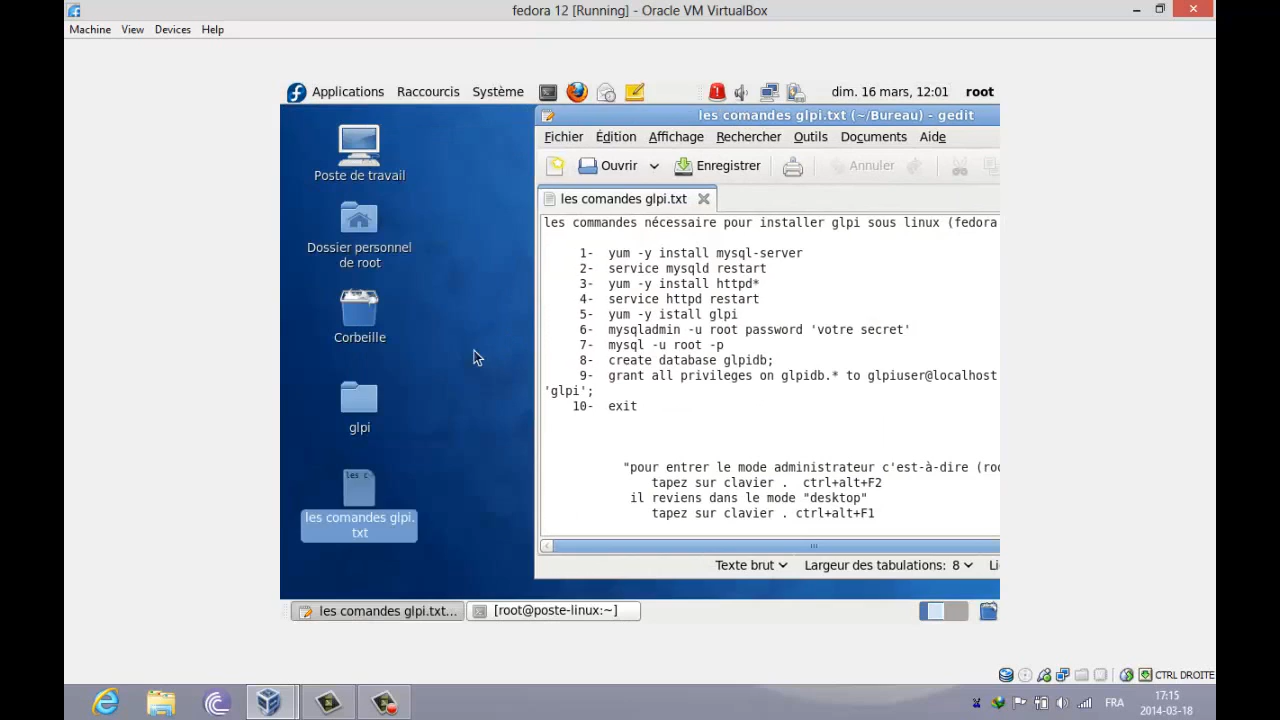 fedora 12 [Running] - Oracle VM VirtualBox
Machine View Devices Help
Applications Raccourcis Système
dim. 16 mars, 12:01 root
les comandes glpi.txt (~/Bureau) - gedit
Fichier Édition Affichage Rechercher Outils Documents Aide
Ouvrir Enregistrer Annuler
les comandes glpi.txt
les commandes nécessaire pour installer glpi sous linux (fedora
1- yum -y install mysql-server
2- service mysqld restart
3- yum -y install httpd*
4- service httpd restart
5- yum -y istall glpi
6- mysqladmin -u root password 'votre secret'
7- mysql -u root -p
8- create database glpidb;
9- grant all privileges on glpidb.* to glpiuser@localhost
'glpi';
10- exit
"pour entrer le mode administrateur c'est-à-dire (roo
tapez sur clavier . ctrl+alt+F2
il reviens dans le mode "desktop"
tapez sur clavier . ctrl+alt+F1
Texte brut Largeur des tabulations: 8 Li
Poste de travail
Dossier personnel
de root
Corbeille
glpi
les c
les comandes glpi.
txt
les comandes glpi.txt... [root@poste-linux:~]
CTRL DROITE
FRA
17:15
2014-03-18